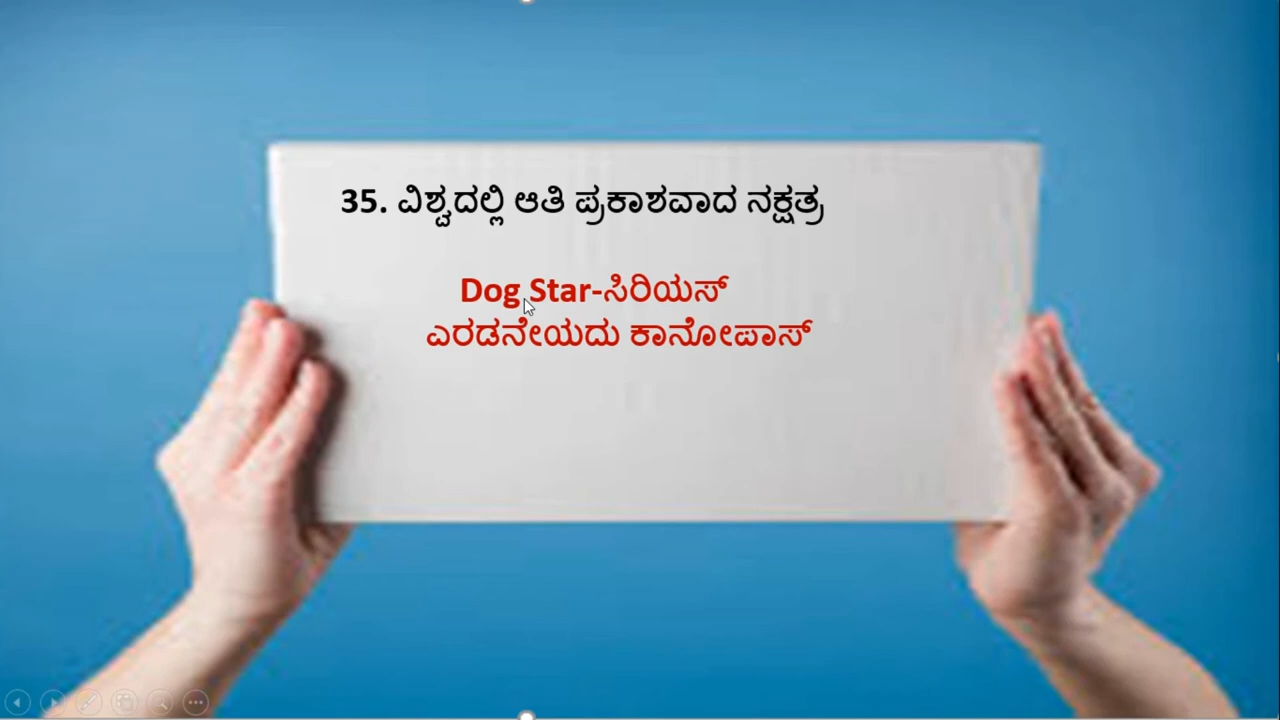 35. ವಿಶ್ವದಲ್ಲಿ ಆತಿ ಪ್ರಕಾಶವಾದ ನಕ್ಷತ್ರ
Dog Star-ಸಿರಿಯಸ್
ಎರಡನೇಯದು ಕಾನೋಪಾಸ್